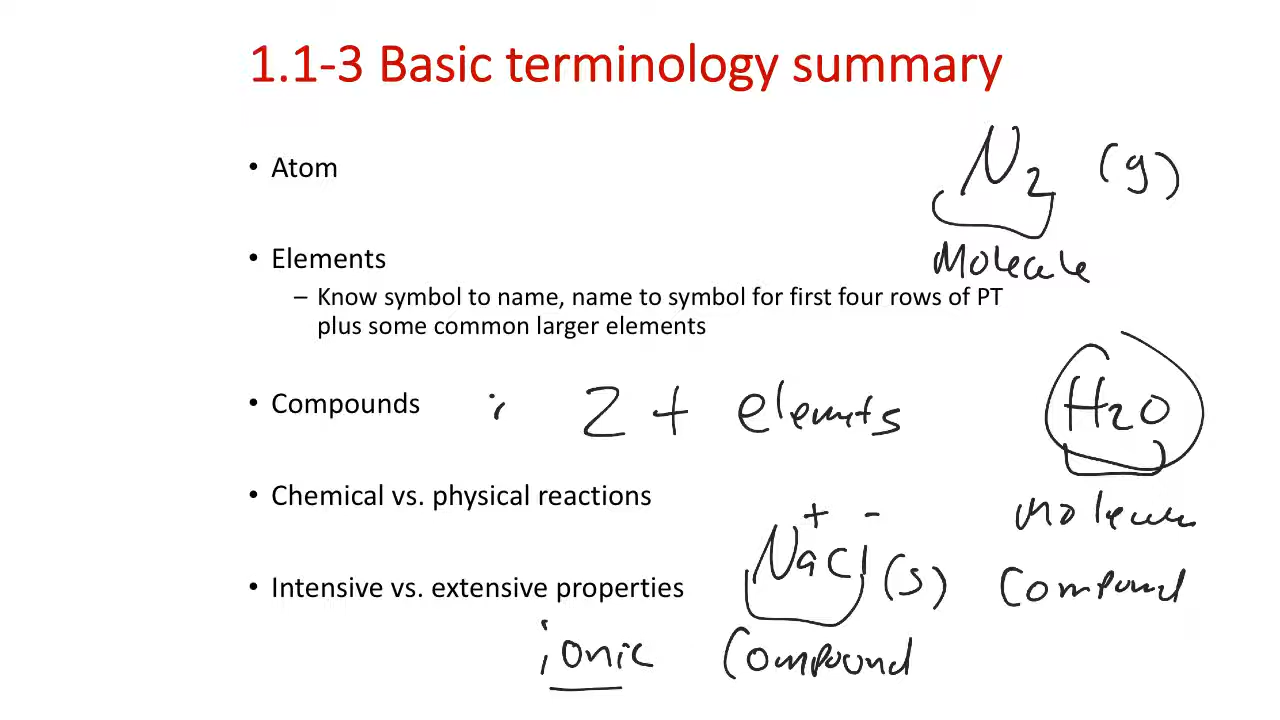 1.1-3 Basic terminology summary
• Atom
N2 (g)
Molecule
• Elements
– Know symbol to name, name to symbol for first four rows of PT
plus some common larger elements
• Compounds : 2 + elements
H2O
• Chemical vs. physical reactions
molecule
+ -
NaCl (s)
compound
• Intensive vs. extensive properties
ionic compound